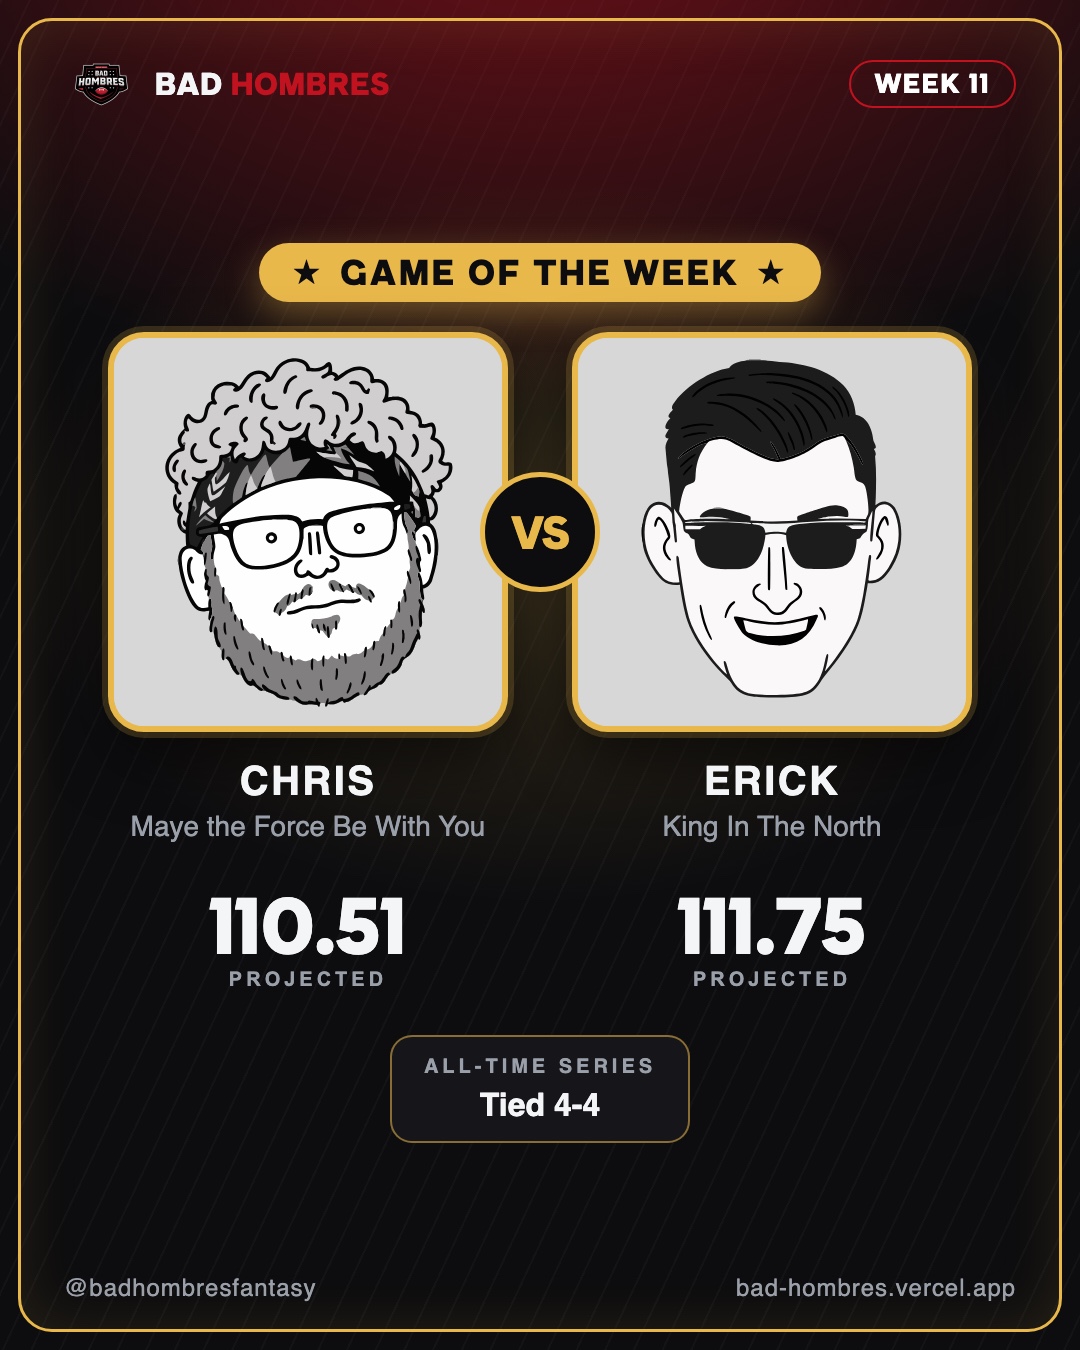 BAD HOMBRES
BAD HOMBRES
WEEK 11
★ GAME OF THE WEEK ★
VS
CHRIS
Maye the Force Be With You
110.51
PROJECTED
ERICK
King In The North
111.75
PROJECTED
ALL-TIME SERIES
Tied 4-4
@badhombresfantasy
bad-hombres.vercel.app